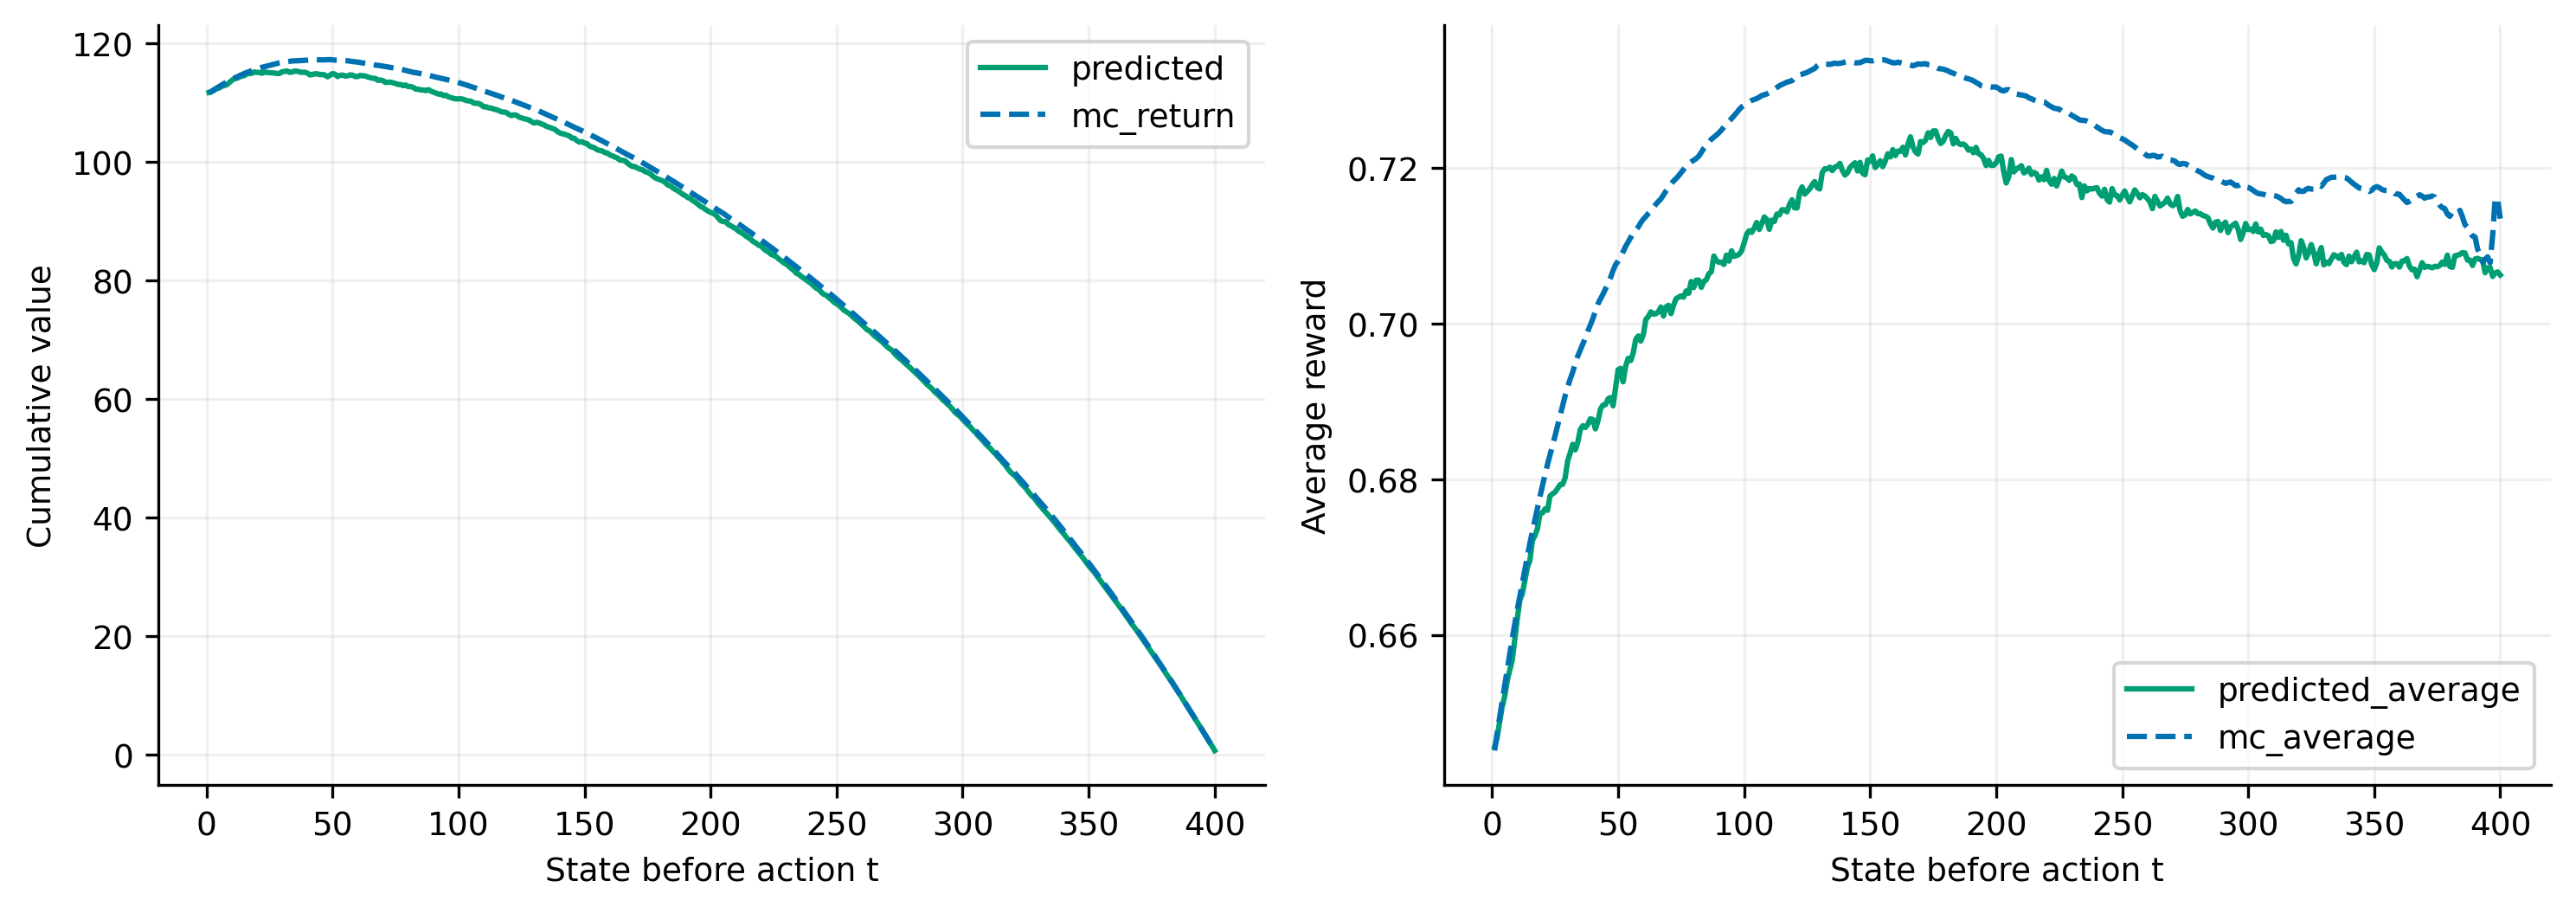 120
100
80
60
40
20
0
Cumulative value
0 50 100 150 200 250 300 350 400
State before action t
predicted
mc_return
0.72
0.70
0.68
0.66
Average reward
0 50 100 150 200 250 300 350 400
State before action t
predicted_average
mc_average